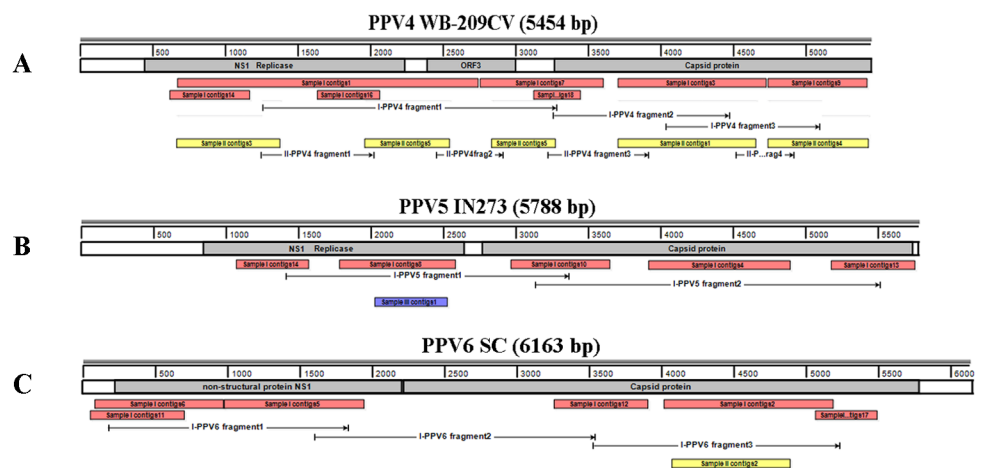 PPV4 WB-209CV (5454 bp)
A
500 1000 1500 2000 2500 3000 3500 4000 4500 5000
NS1 Replicase ORF3 Capsid protein
Sample I contigs1 Sample I contigs7 Sample I contigs3 Sample I contigs9
Sample I contigs14 Sample I contigs16 Sampl...tigs18
I-PPV4 fragment1
I-PPV4 fragment2
I-PPV4 fragment3
Sample II contigs3 Sample II contigs5 Sample II contigs5 Sample II contigs1 Sample II contigs4
II-PPV4 fragment1 II-PPV4frag2 II-PPV4 fragment3 II-P...rag4
PPV5 IN273 (5788 bp)
B
500 1000 1500 2000 2500 3000 3500 4000 4500 5000 5500
NS1 Replicase Capsid protein
Sample I contigs14 Sample I contigs8 Sample I contigs10 Sample I contigs4 Sample I contigs13
I-PPV5 fragment1
I-PPV5 fragment2
Sample III contigs1
PPV6 SC (6163 bp)
C
500 1000 1500 2000 2500 3000 3500 4000 4500 5000 5500 6000
non-structural protein NS1 Capsid protein
Sample I contigs6 Sample I contigs5 Sample I contigs12 Sample I contigs2
Sample I contigs11 Sample...tigs17
I-PPV6 fragment1
I-PPV6 fragment2
I-PPV6 fragment3
Sample II contigs2